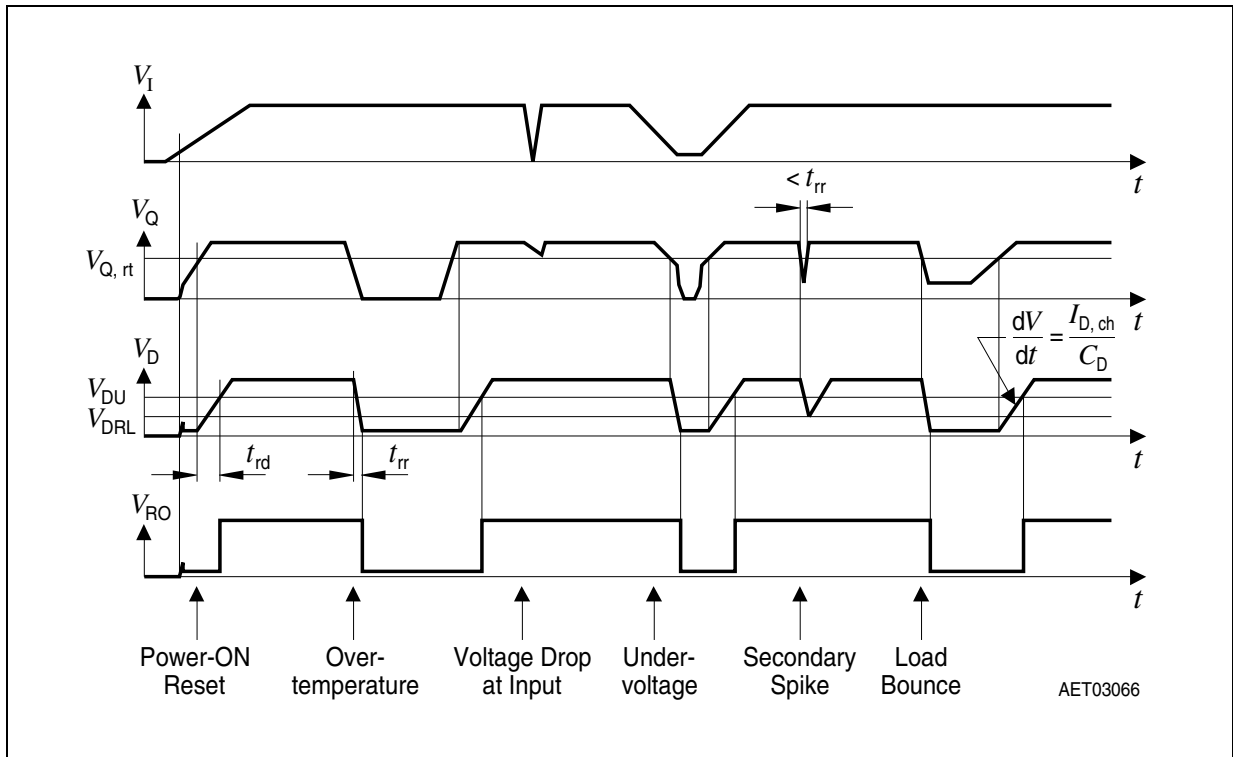 V_I
t
< t_rr
V_Q
V_Q, rt
t
dV/dt = I_D, ch/C_D
V_D
V_DU
V_DRL
t_rd
t_rr
t
V_RO
t
Power-ON
Reset
Over-
temperature
Voltage Drop
at Input
Under-
voltage
Secondary
Spike
Load
Bounce
AET03066